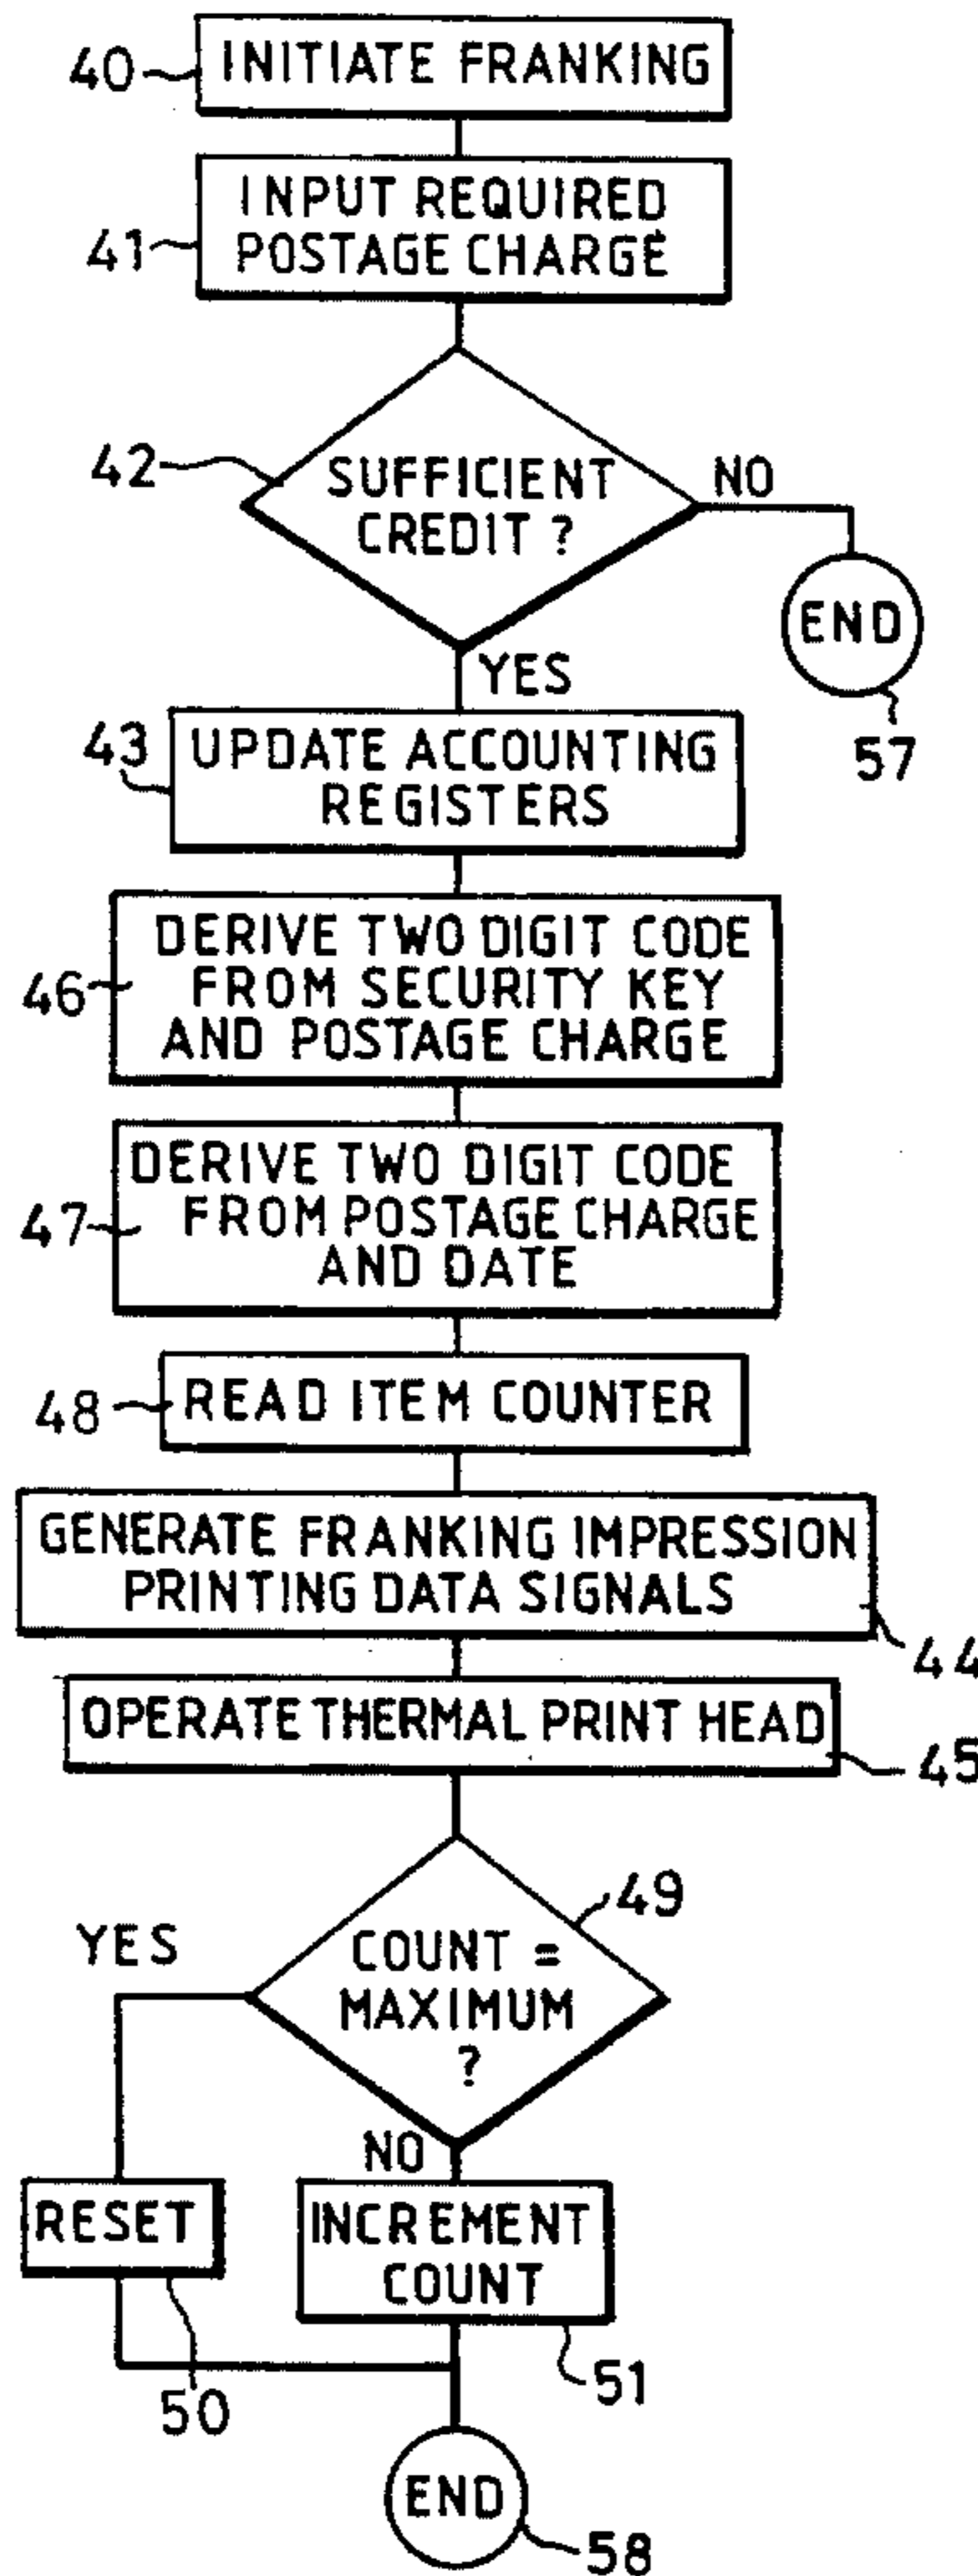 40
INITIATE FRANKING
41
INPUT REQUIRED
POSTAGE CHARGE
42
SUFFICIENT
CREDIT ?
NO
END
57
YES
43
UPDATE ACCOUNTING
REGISTERS
46
DERIVE TWO DIGIT CODE
FROM SECURITY KEY
AND POSTAGE CHARGE
47
DERIVE TWO DIGIT CODE
FROM POSTAGE CHARGE
AND DATE
48
READ ITEM COUNTER
GENERATE FRANKING IMPRESSION
PRINTING DATA SIGNALS
44
OPERATE THERMAL PRINT HEAD
45
49
COUNT =
MAXIMUM
?
YES
NO
RESET
50
INCREMENT
COUNT
51
END
58